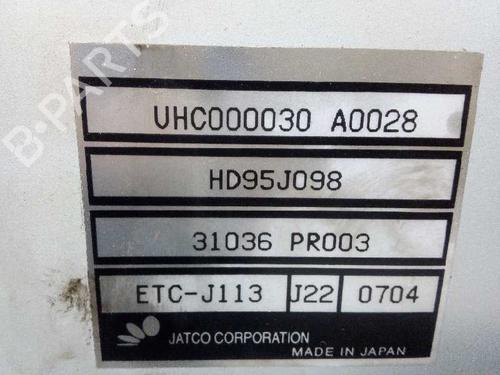 B-PARTS
VHC000030 A0028
HD95J098
31036 PR003
ETC-J113 J22 0704
JATCO CORPORATION
MADE IN JAPAN